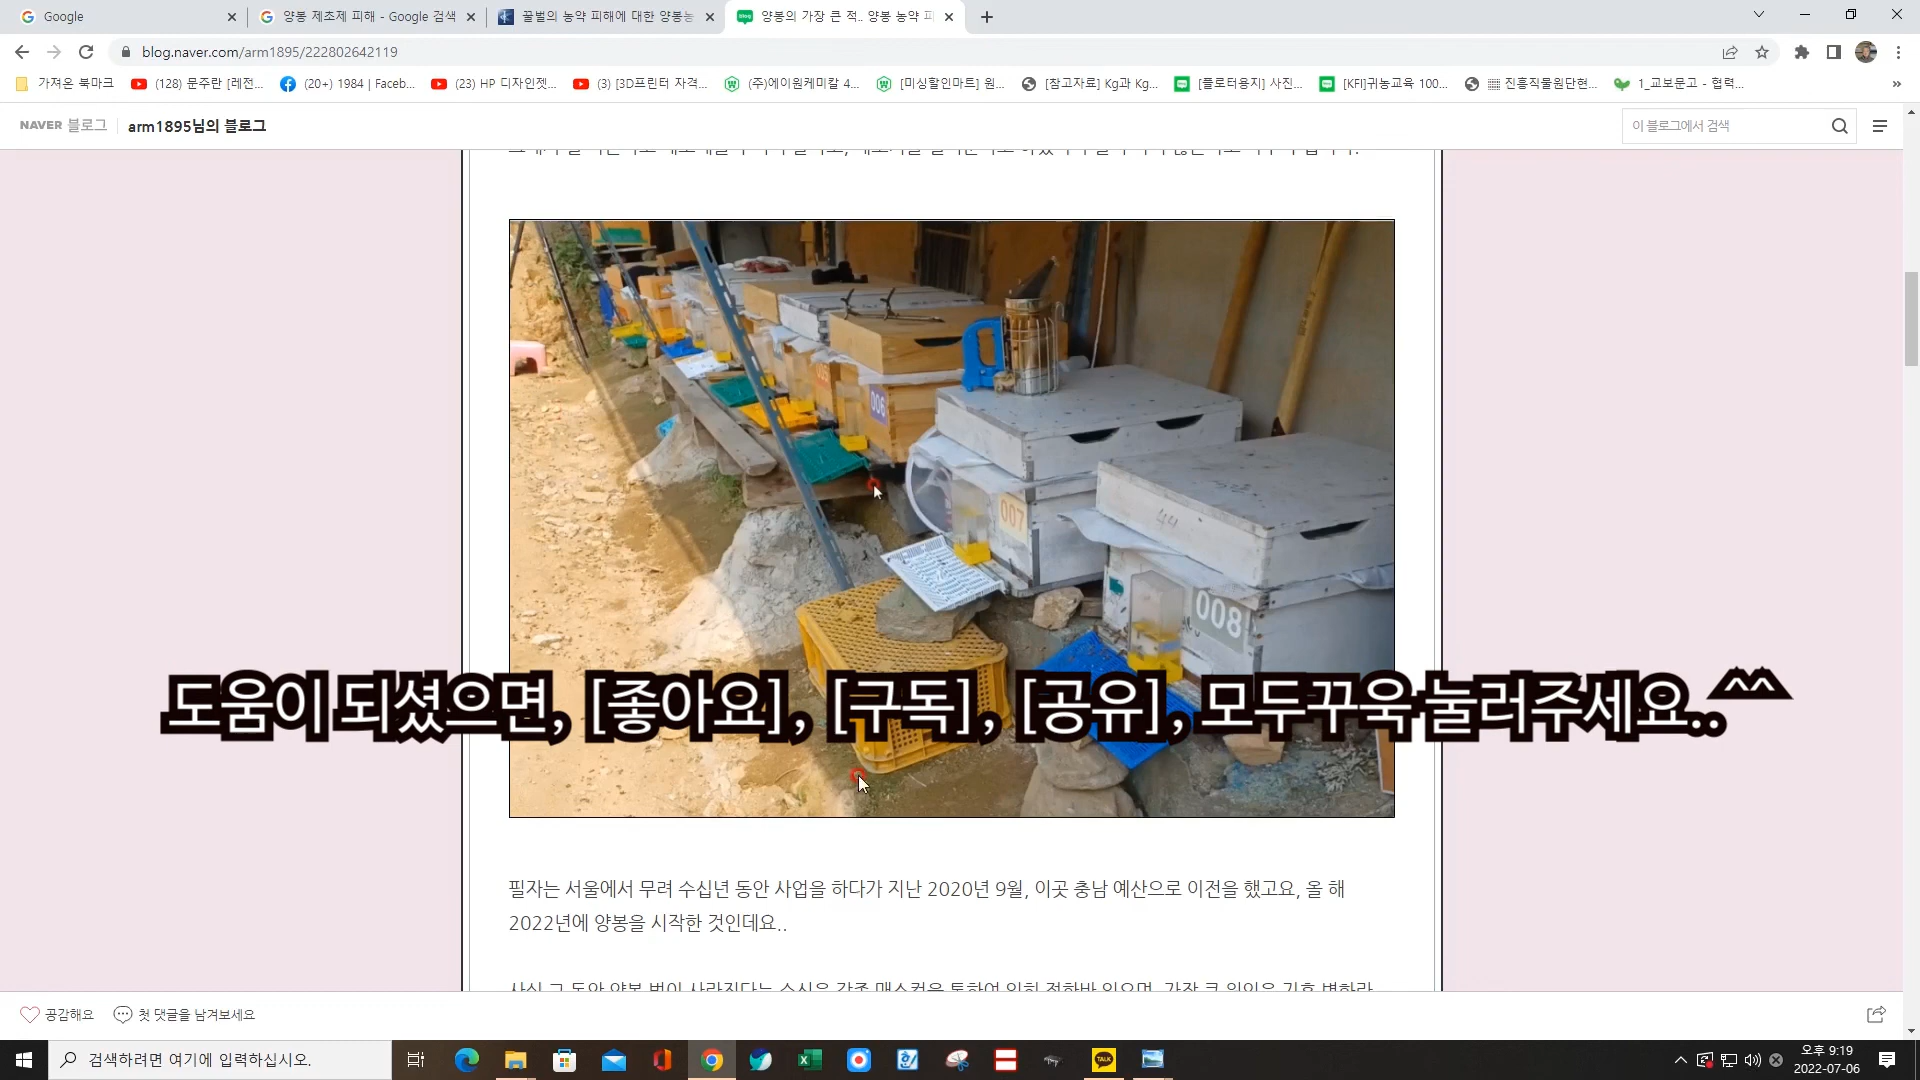 Google
양봉 제초제 피해 - Google 검색
꿀벌의 농약 피해에 대한 양봉농
양봉의 가장 큰 적.. 양봉 농약 피
blog.naver.com/arm1895/222802642119
가져온 북마크
(128) 문주란 [레전...
(20+) 1984 | Faceb...
(23) HP 디자인젯...
(3) [3D프린터 자격...
(주)에이원케미칼 4...
[미싱할인마트] 원...
[참고자료] Kg과 Kg...
[플로터용지] 사진...
[KFI]귀농교육 100...
진흥직물원단현...
1_교보문고 - 협력...
NAVER 블로그
arm1895님의 블로그
이 블로그에서 검색
006
007
44
008
도움이 되셨으면, [좋아요], [구독], [공유], 모두꾸욱 눌러주세요..^^
필자는 서울에서 무려 수십년 동안 사업을 하다가 지난 2020년 9월, 이곳 충남 예산으로 이전을 했고요, 올 해
2022년에 양봉을 시작한 것인데요..
공감해요
첫 댓글을 남겨보세요
검색하려면 여기에 입력하십시오.
TALK
오후 9:19
2022-07-06